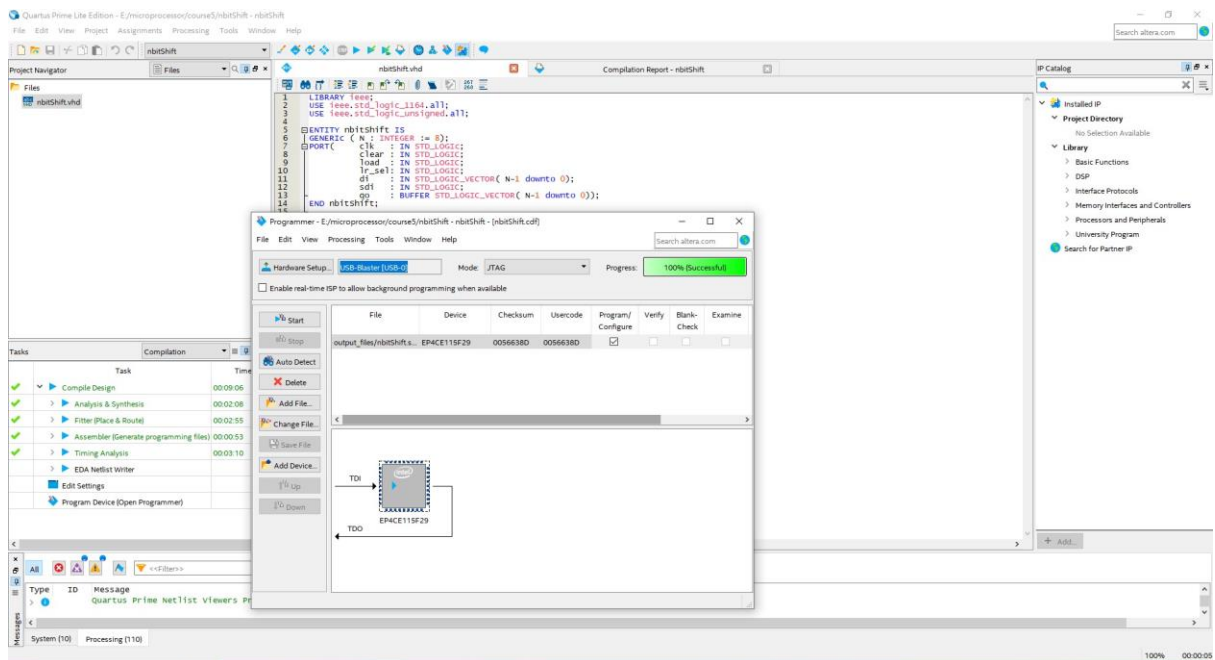 Quartus Prime Lite Edition - E:/microprocessor/course5/nbitShift - nbitShift
File Edit View Project Assignments Processing Tools Window Help
Search altera.com
nbitShift
Project Navigator Files
Files
nbitShift.vhd
nbitShift.vhd
Compilation Report - nbitShift
1 LIBRARY ieee;
2 USE ieee.std_logic_1164.all;
3 USE ieee.std_logic_unsigned.all;
4
5 ENTITY nbitShift IS
6 GENERIC ( N : INTEGER := 8);
7 PORT( clk : IN STD_LOGIC;
8 clear : IN STD_LOGIC;
9 load : IN STD_LOGIC;
10 lr_sel: IN STD_LOGIC;
11 di : IN STD_LOGIC_VECTOR( N-1 downto 0);
12 sdi : IN STD_LOGIC;
13 qo : BUFFER STD_LOGIC_VECTOR( N-1 downto 0));
14 END nbitShift;
15
IP Catalog
Installed IP
Project Directory
No Selection Available
Library
Basic Functions
DSP
Interface Protocols
Memory Interfaces and Controllers
Processors and Peripherals
University Program
Search for Partner IP
+ Add...
Programmer - E:/microprocessor/course5/nbitShift - nbitShift - [nbitShift.cdf]
File Edit View Processing Tools Window Help
Search altera.com
Hardware Setup... USB-Blaster [USB-0] Mode: JTAG Progress: 100% (Successful)
Enable real-time ISP to allow background programming when available
Start
Stop
Auto Detect
Delete
Add File...
Change File...
Save File
Add Device...
Up
Down
File Device Checksum Usercode Program/Configure Verify Blank-Check Examine
output_files/nbitShift.s... EP4CE115F29 0056638D 0056638D
TDI
intel
EP4CE115F29
TDO
Tasks Compilation
Task Time
Compile Design 00:09:06
Analysis & Synthesis 00:02:08
Fitter (Place & Route) 00:02:55
Assembler (Generate programming files) 00:00:53
Timing Analysis 00:03:10
EDA Netlist Writer
Edit Settings
Program Device (Open Programmer)
All <<Filter>>
Type ID Message
Quartus Prime Netlist Viewers Pr
Messages
System (10) Processing (110)
100% 00:00:05